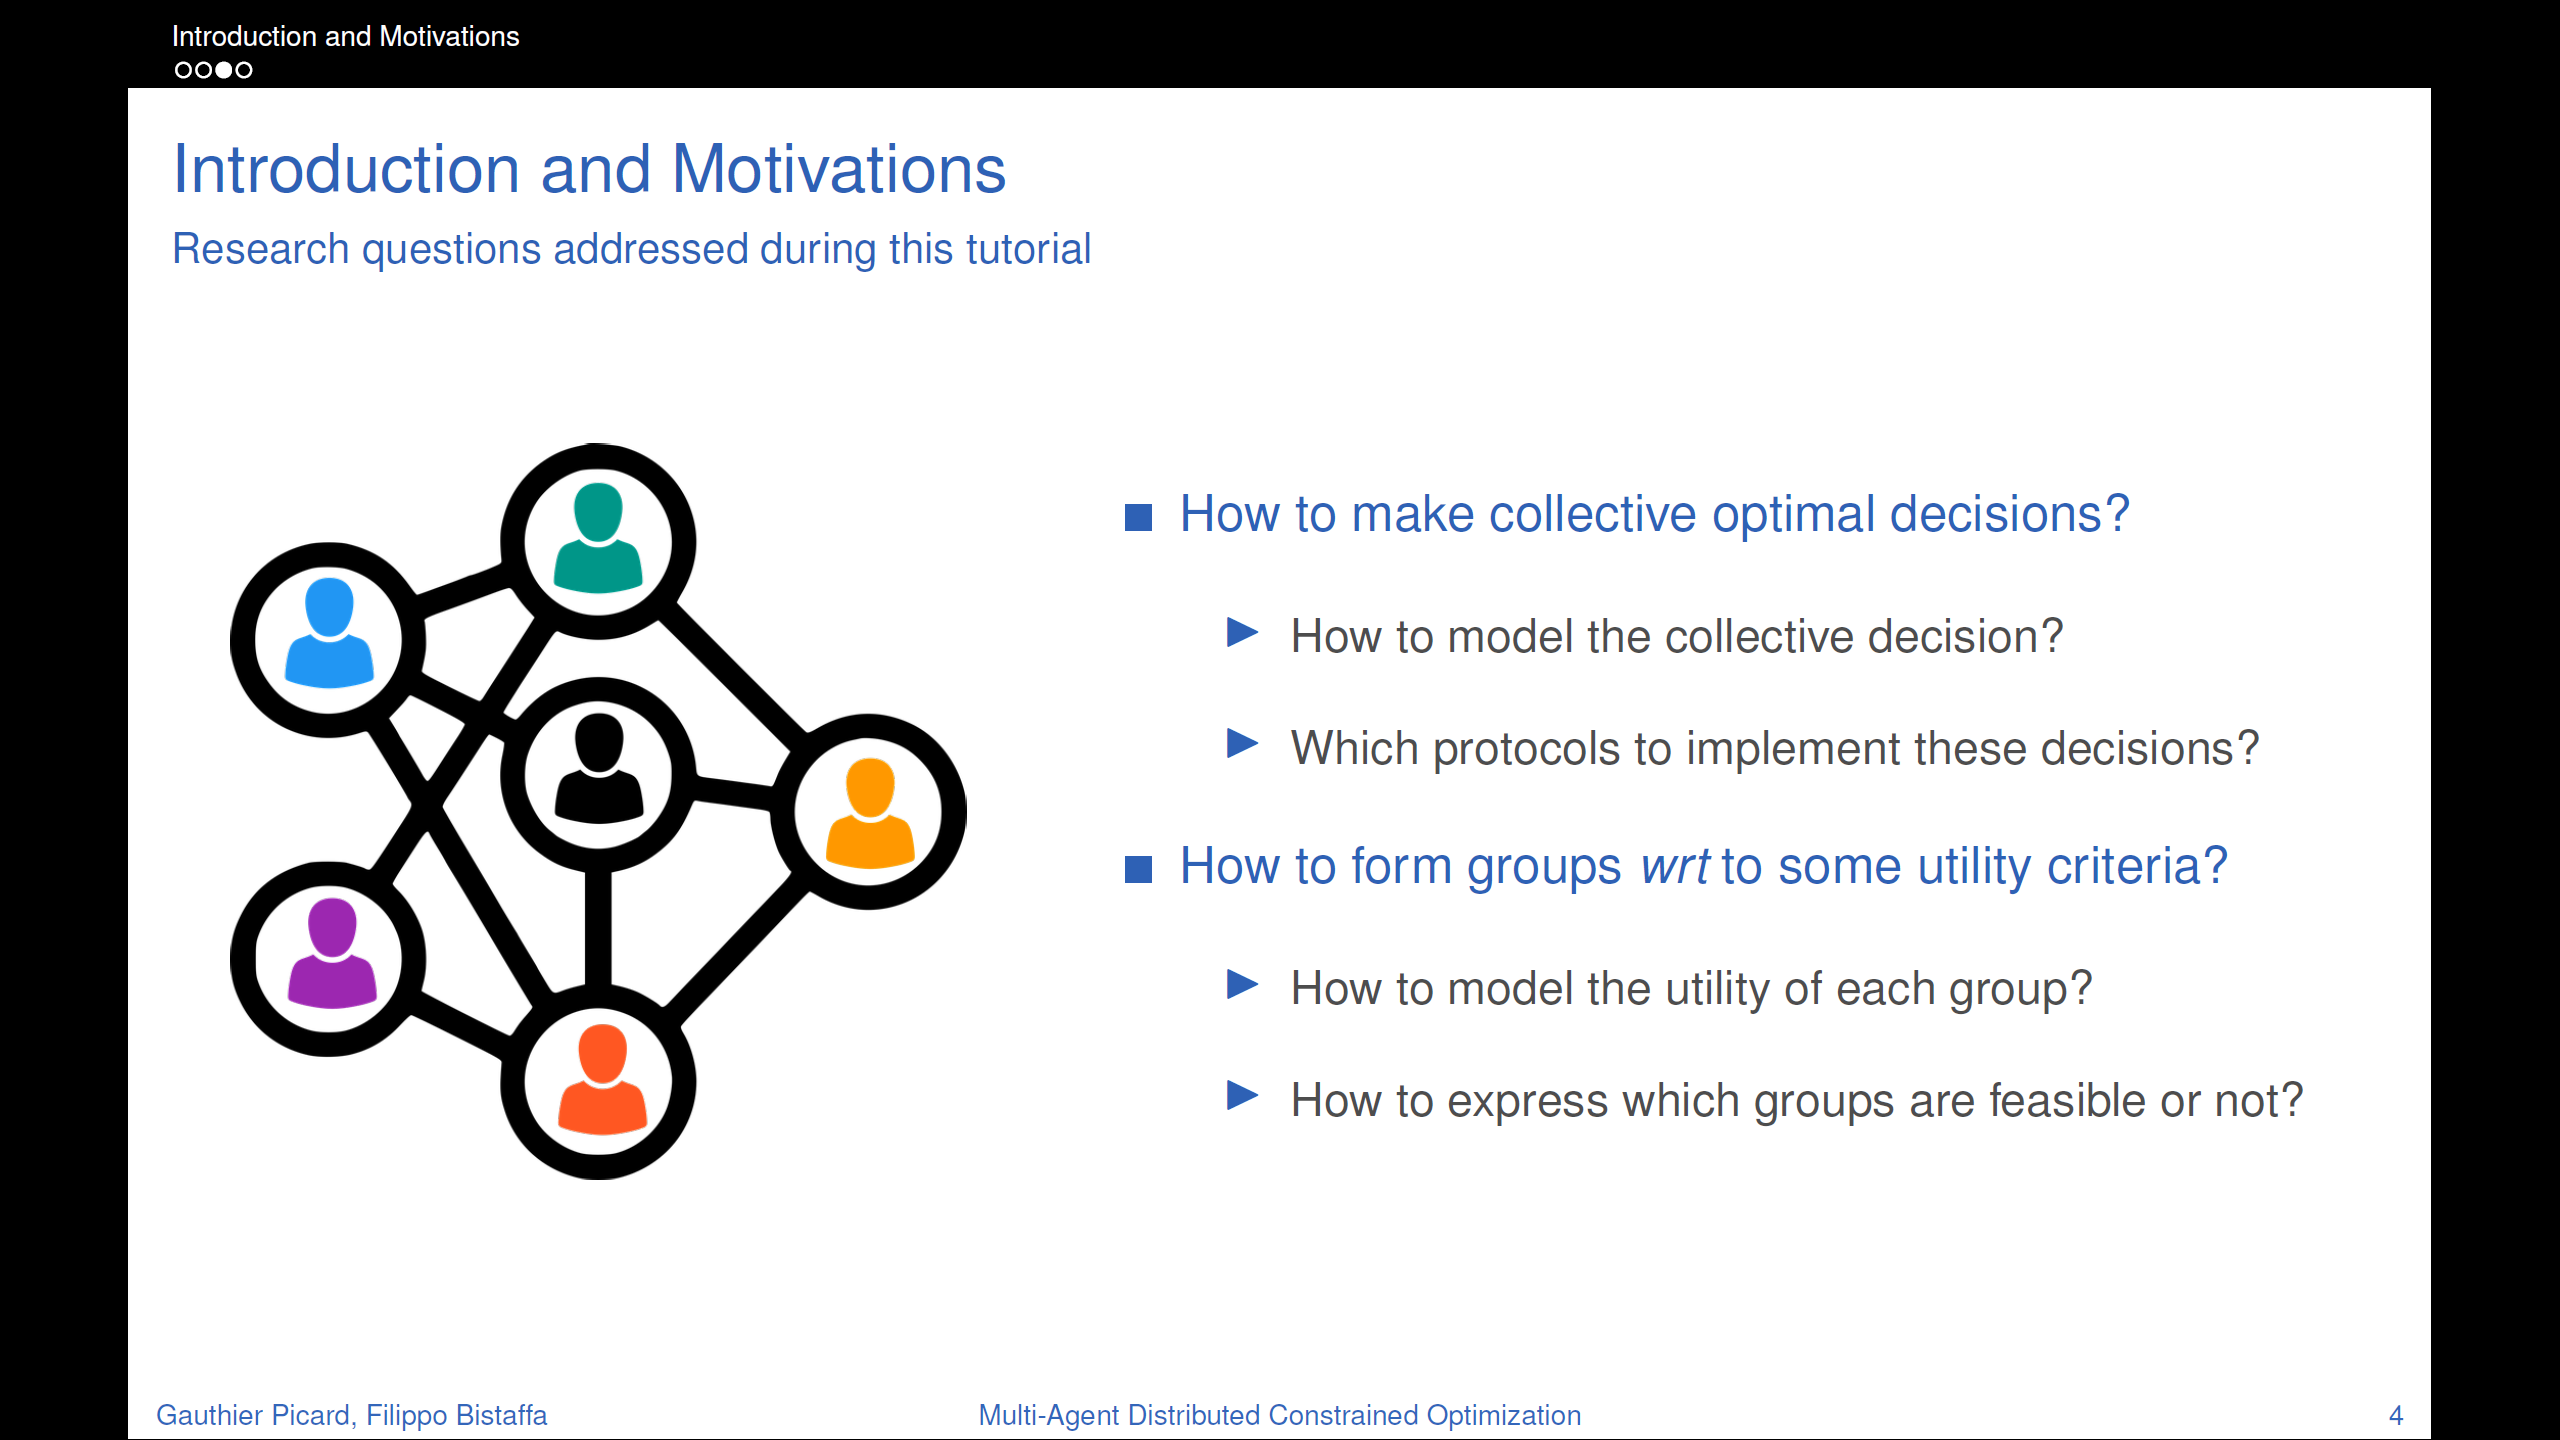 Introduction and Motivations
Introduction and Motivations
Research questions addressed during this tutorial
How to make collective optimal decisions?
How to model the collective decision?
Which protocols to implement these decisions?
How to form groups wrt to some utility criteria?
How to model the utility of each group?
How to express which groups are feasible or not?
Gauthier Picard, Filippo Bistaffa
Multi-Agent Distributed Constrained Optimization
4